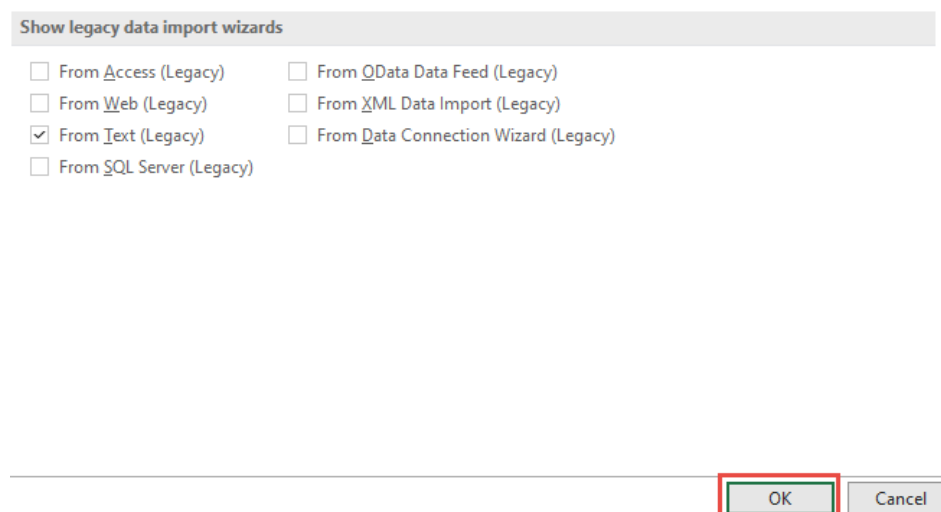 Show legacy data import wizards
From Access (Legacy)
From OData Data Feed (Legacy)
From Web (Legacy)
From XML Data Import (Legacy)
From Text (Legacy)
From Data Connection Wizard (Legacy)
From SQL Server (Legacy)
OK
Cancel